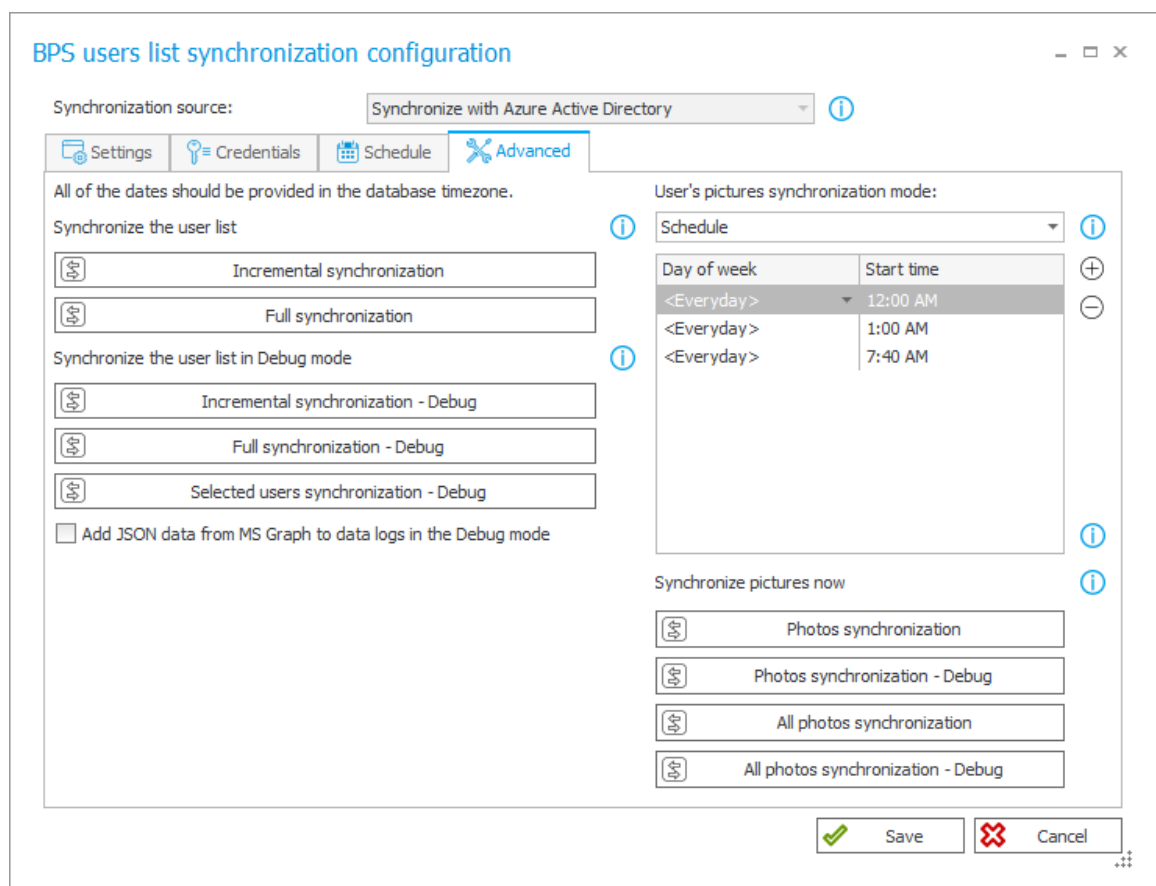 BPS users list synchronization configuration
Synchronization source:
Synchronize with Azure Active Directory
Settings
Credentials
Schedule
Advanced
All of the dates should be provided in the database timezone.
Synchronize the user list
Incremental synchronization
Full synchronization
Synchronize the user list in Debug mode
Incremental synchronization - Debug
Full synchronization - Debug
Selected users synchronization - Debug
Add JSON data from MS Graph to data logs in the Debug mode
User's pictures synchronization mode:
Schedule
Day of week Start time
<Everyday> 12:00 AM
<Everyday> 1:00 AM
<Everyday> 7:40 AM
Synchronize pictures now
Photos synchronization
Photos synchronization - Debug
All photos synchronization
All photos synchronization - Debug
Save
Cancel